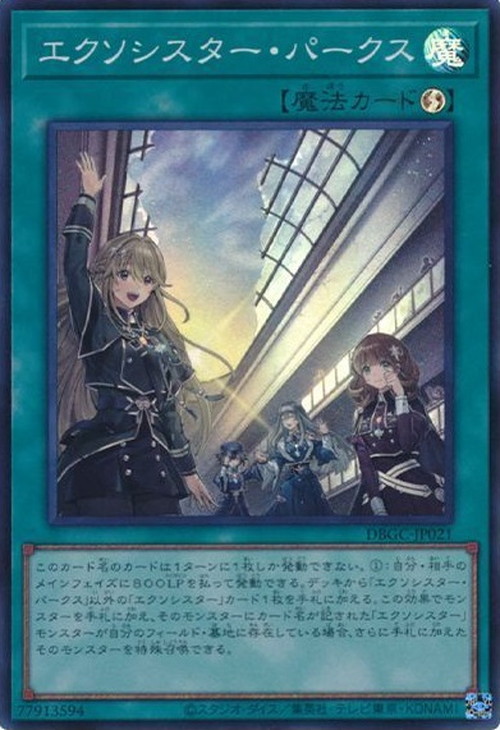 エクソシスター・パークス 魔
【魔法カード】
DBGC-JP021
このカード名のカードは1ターンに1枚しか発動できない。①:自分・相手の
メインフェイズに800LPを払って発動できる。デッキから「エクソシスター・
パークス」以外の「エクソシスター」カード1枚を手札に加える。この効果でモン
スターを手札に加え、そのモンスターにカード名が記された「エクソシスター」
モンスターが自分のフィールド・墓地に存在している場合、さらに手札に加えた
そのモンスターを特殊召喚できる。
77913594 ©スタジオ・ダイス/集英社・テレビ東京・KONAMI